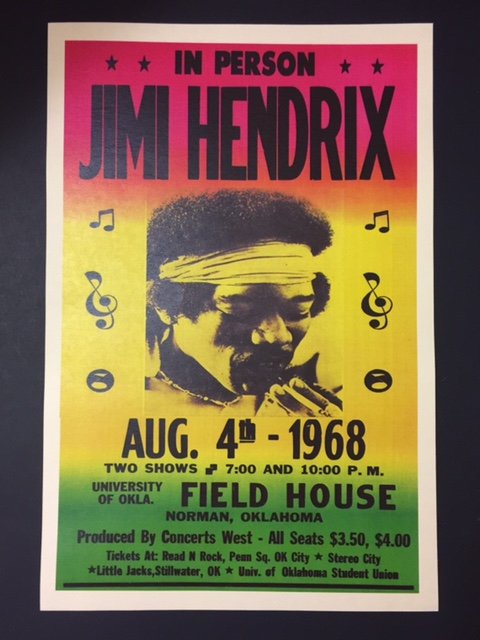 IN PERSON
JIMI HENDRIX
AUG. 4th - 1968
TWO SHOWS 7:00 AND 10:00 P. M.
UNIVERSITY
OF OKLA.
FIELD HOUSE
NORMAN, OKLAHOMA
Produced By Concerts West - All Seats $3.50, $4.00
Tickets At: Read N Rock, Penn Sq. OK City ★ Stereo City
★Little Jacks,Stillwater, OK ★ Univ. of Oklahoma Student Union